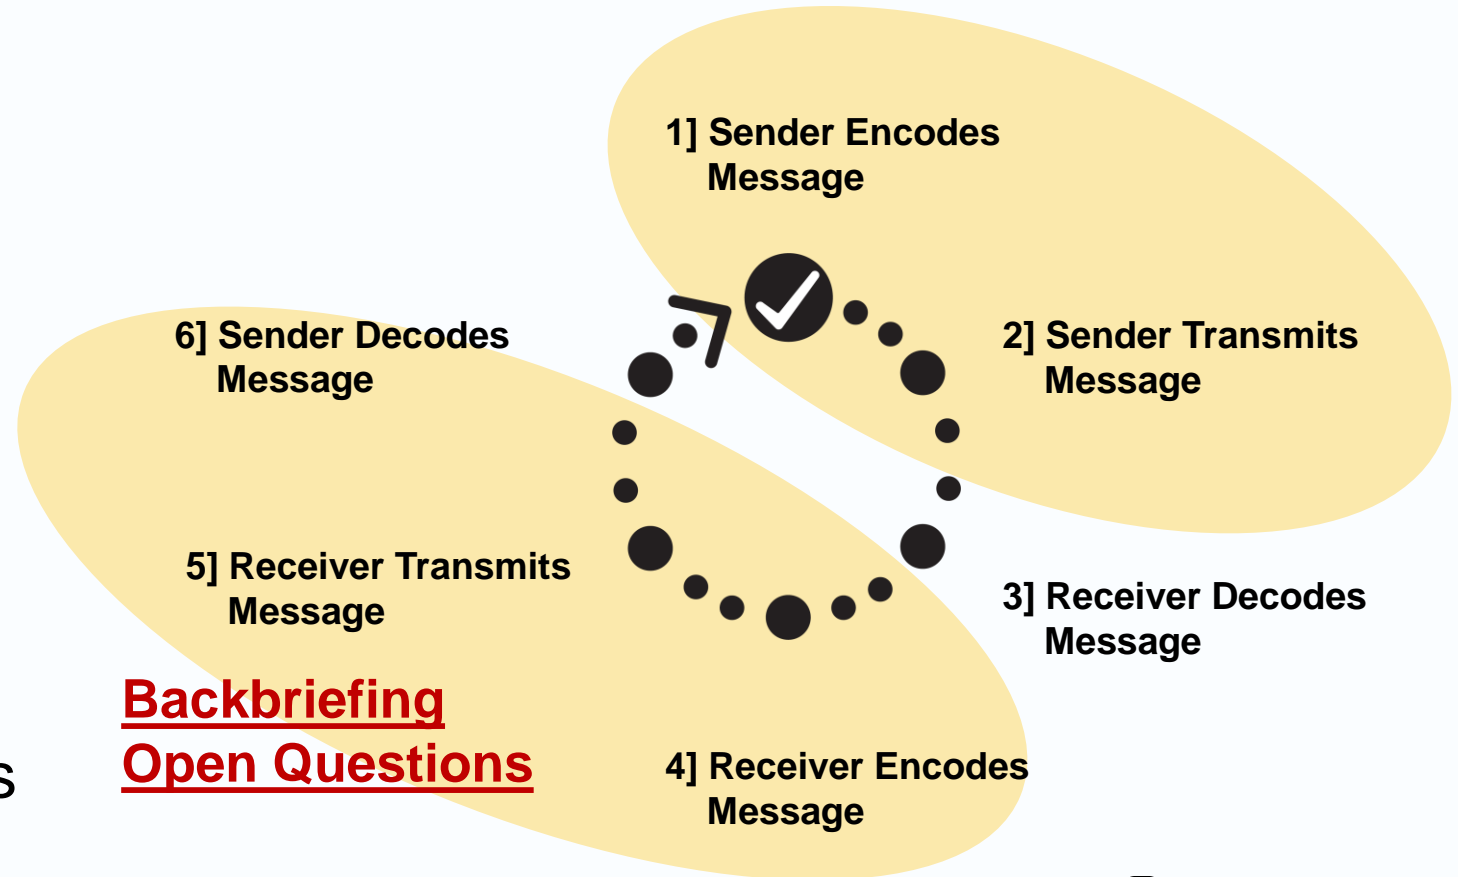 1] Sender Encodes
Message
2] Sender Transmits
Message
3] Receiver Decodes
Message
4] Receiver Encodes
Message
5] Receiver Transmits
Message
6] Sender Decodes
Message
Backbriefing
Open Questions
s